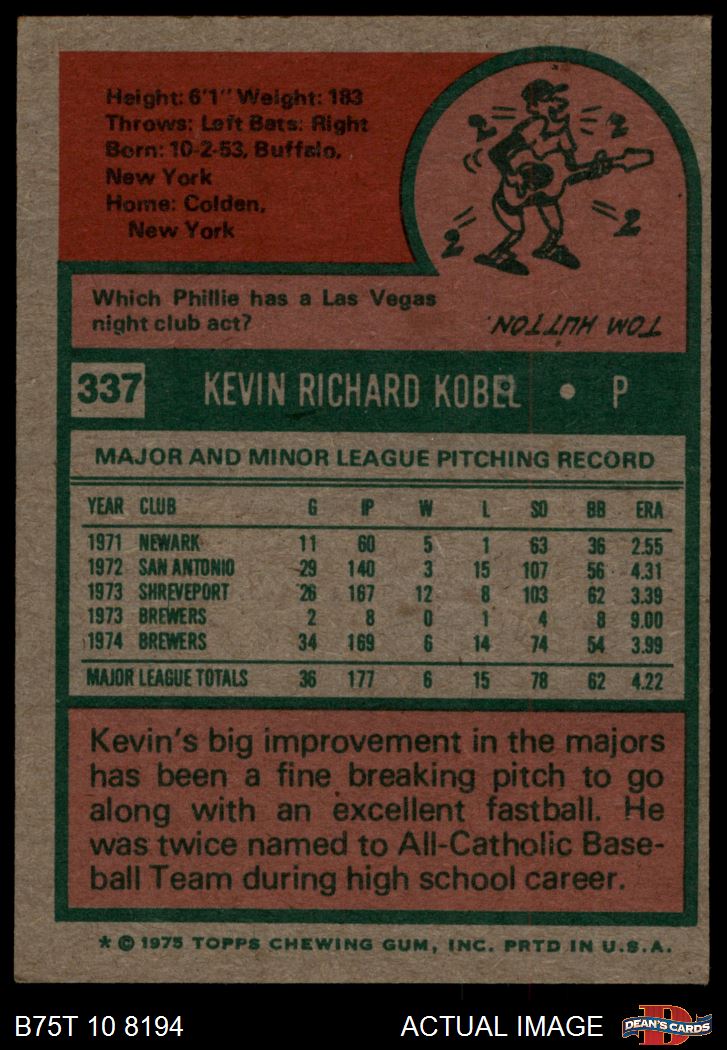 Height: 6'1" Weight: 183
Throws: Left Bats: Right
Born: 10-2-53, Buffalo,
New York
Home: Colden,
New York
2 2
2 2
Which Phillie has a Las Vegas
night club act?
TOM HUTTON.
337 KEVIN RICHARD KOBEL • P
MAJOR AND MINOR LEAGUE PITCHING RECORD
YEAR CLUB G IP W L SO BB ERA
1971 NEWARK 11 60 5 1 63 36 2.55
1972 SAN ANTONIO 29 140 3 15 107 56 4.31
1973 SHREVEPORT 26 167 12 8 103 62 3.39
1973 BREWERS 2 8 0 1 4 8 9.00
1974 BREWERS 34 169 6 14 74 54 3.99
MAJOR LEAGUE TOTALS 36 177 6 15 78 62 4.22
Kevin's big improvement in the majors
has been a fine breaking pitch to go
along with an excellent fastball. He
was twice named to All-Catholic Base-
ball Team during high school career.
* © 1975 TOPPS CHEWING GUM, INC. PRTD IN U.S.A.
B75T 10 8194 ACTUAL IMAGE D DEAN'S CARDS